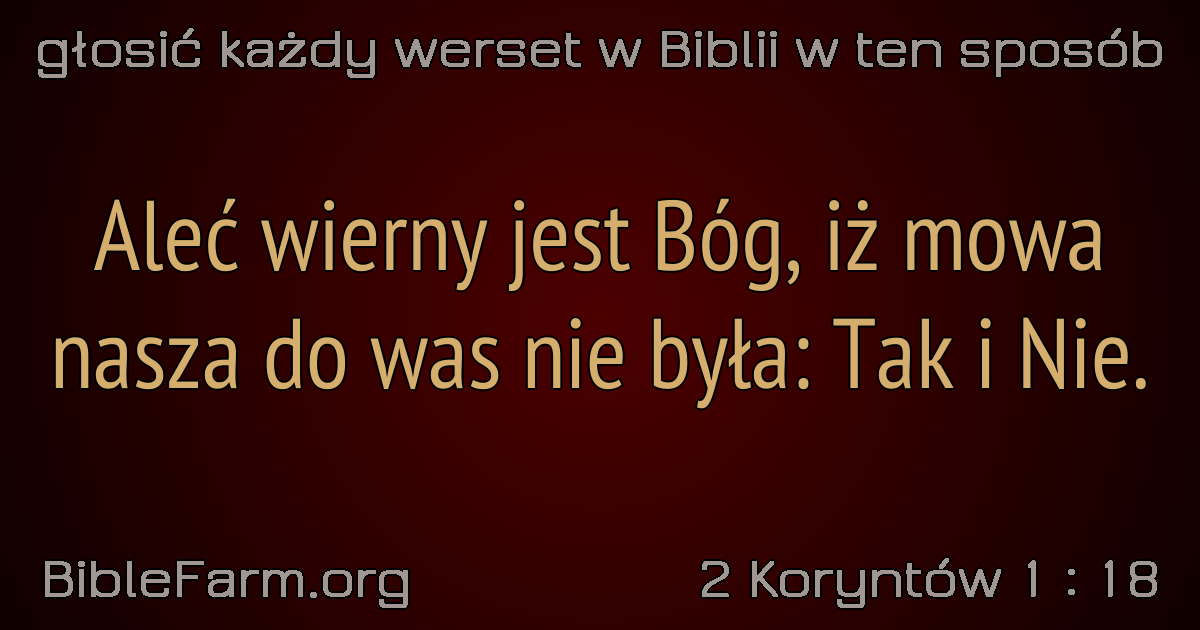 głosić każdy werset w Biblii w ten sposób
Aleć wierny jest Bóg, iż mowa
nasza do was nie była: Tak i Nie.
BibleFarm.org
2 Koryntów 1 : 18